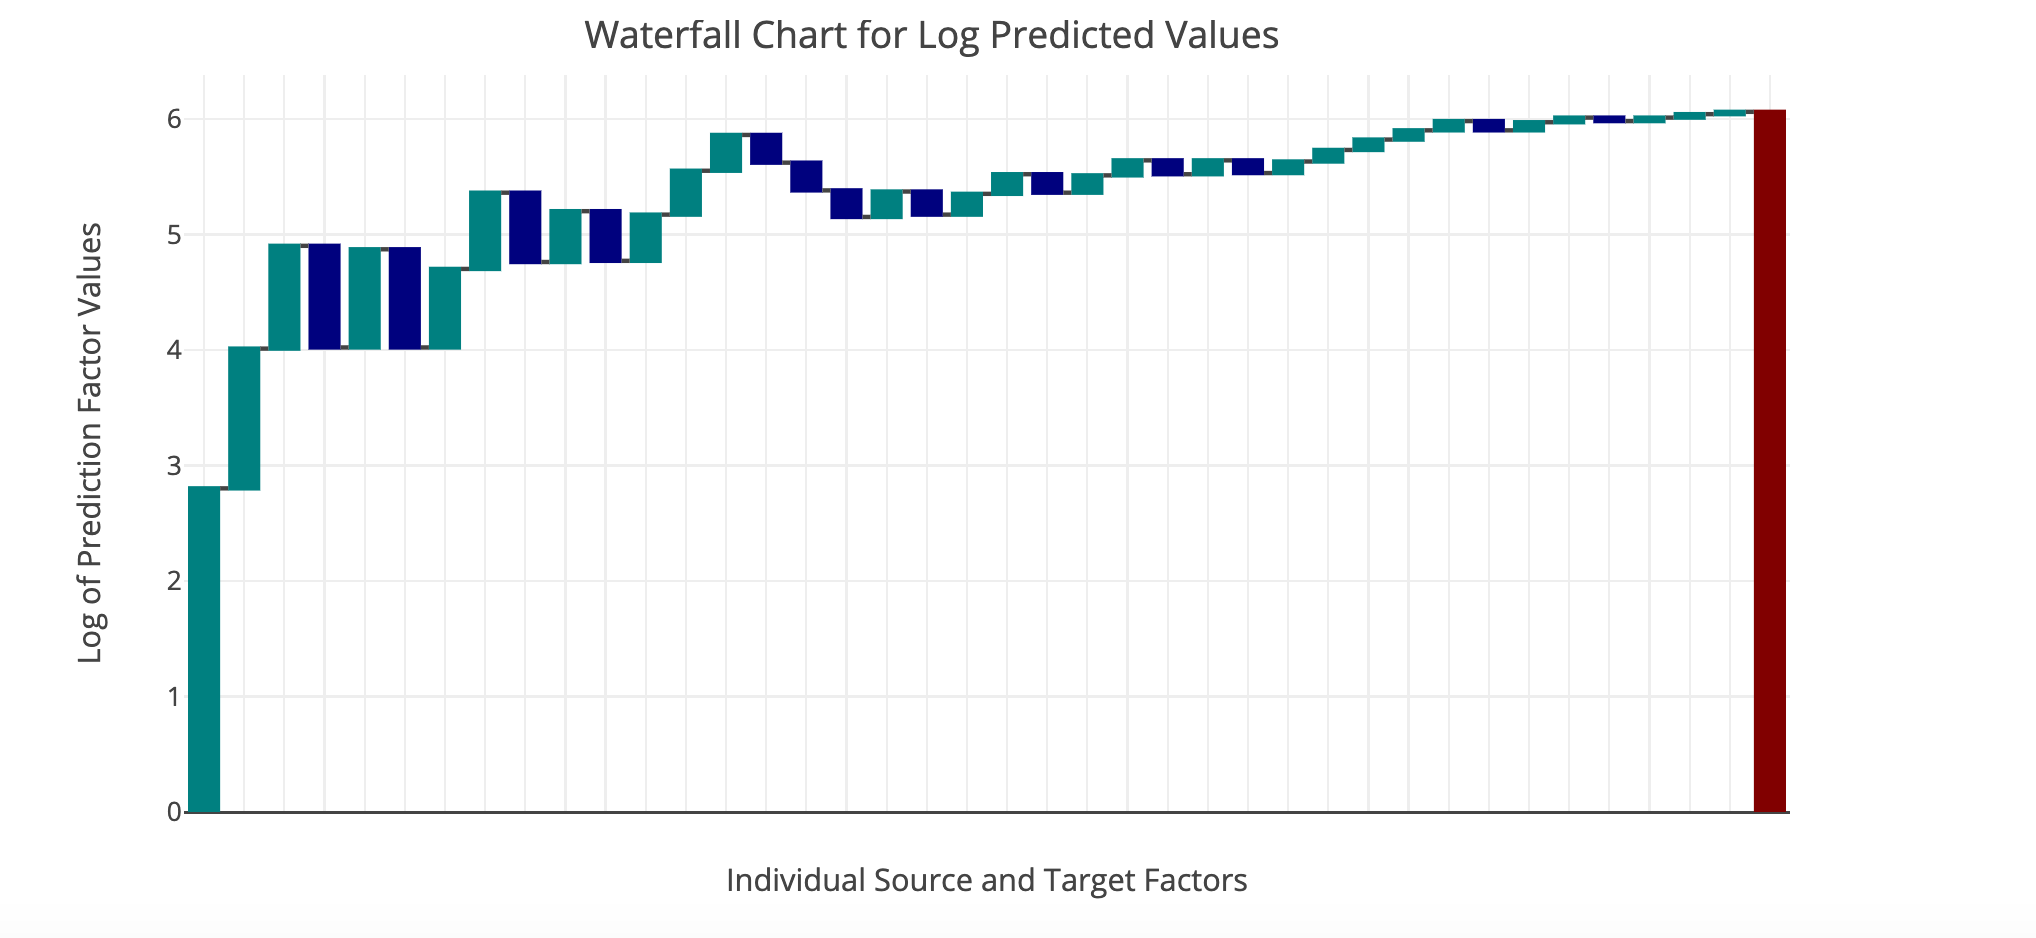 Waterfall Chart for Log Predicted Values
6
5
4
3
2
1
0
Log of Prediction Factor Values
Individual Source and Target Factors